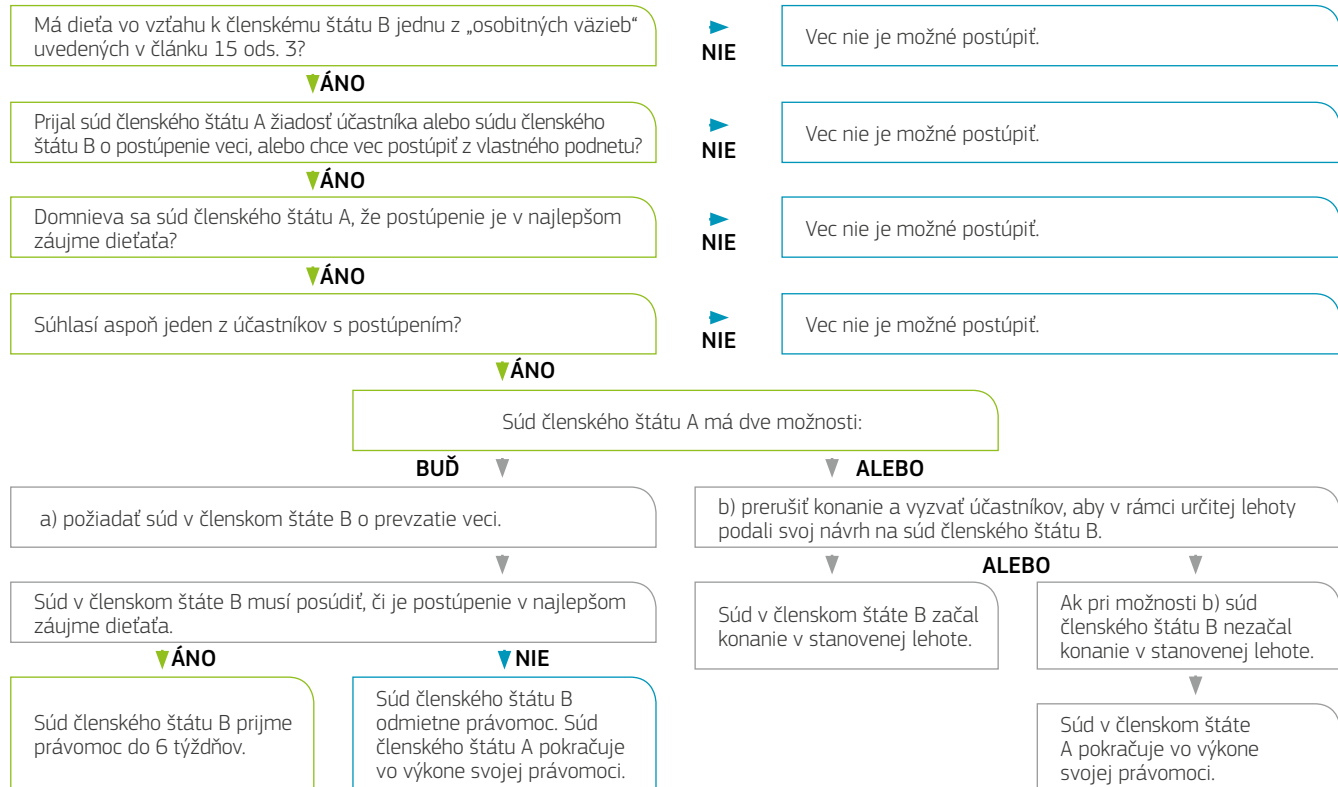 Má dieťa vo vzťahu k členskému štátu B jednu z „osobitných väzieb“
uvedených v článku 15 ods. 3?
NIE
Vec nie je možné postúpiť.
ÁNO
Prijal súd členského štátu A žiadosť účastníka alebo súdu členského
štátu B o postúpenie veci, alebo chce vec postúpiť z vlastného podnetu?
NIE
Vec nie je možné postúpiť.
ÁNO
Domnieva sa súd členského štátu A, že postúpenie je v najlepšom
záujme dieťaťa?
NIE
Vec nie je možné postúpiť.
ÁNO
Súhlasí aspoň jeden z účastníkov s postúpením?
NIE
Vec nie je možné postúpiť.
ÁNO
Súd členského štátu A má dve možnosti:
BUĎ
ALEBO
a) požiadať súd v členskom štáte B o prevzatie veci.
b) prerušiť konanie a vyzvať účastníkov, aby v rámci určitej lehoty
podali svoj návrh na súd členského štátu B.
ALEBO
Súd v členskom štáte B musí posúdiť, či je postúpenie v najlepšom
záujme dieťaťa.
Súd v členskom štáte B začal
konanie v stanovenej lehote.
Ak pri možnosti b) súd
členského štátu B nezačal
konanie v stanovenej lehote.
ÁNO
NIE
Súd členského štátu B prijme
právomoc do 6 týždňov.
Súd členského štátu B
odmietne právomoc. Súd
členského štátu A pokračuje
vo výkone svojej právomoci.
Súd v členskom štáte
A pokračuje vo výkone
svojej právomoci.